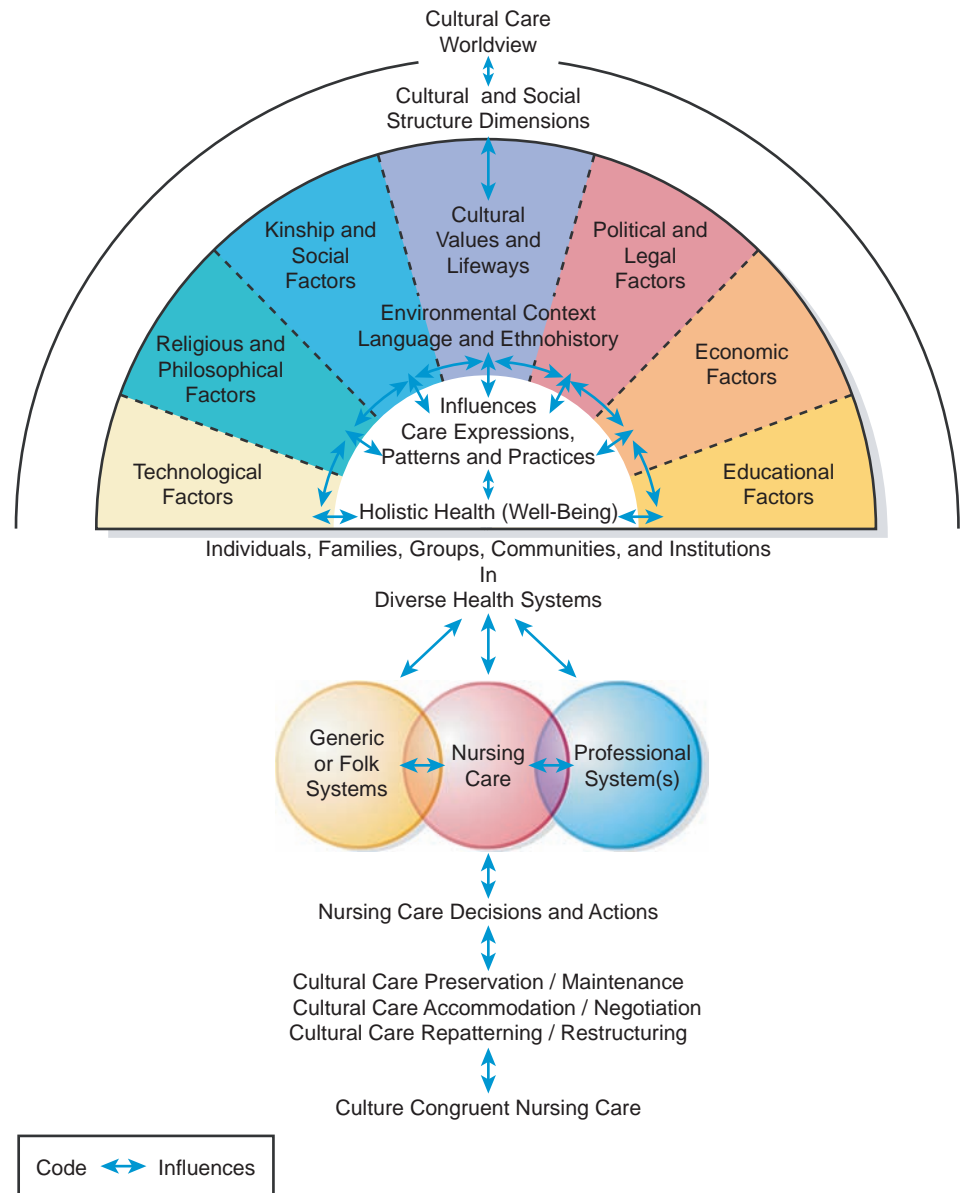 Cultural Care
Worldview
Cultural and Social
Structure Dimensions
Technological
Factors
Religious and
Philosophical
Factors
Kinship and
Social
Factors
Cultural
Values and
Lifeways
Political and
Legal
Factors
Economic
Factors
Educational
Factors
Environmental Context
Language and Ethnohistory
Influences
Care Expressions,
Patterns and Practices
Holistic Health (Well-Being)
Individuals, Families, Groups, Communities, and Institutions
In
Diverse Health Systems
Generic
or Folk
Systems
Nursing
Care
Professional
System(s)
Nursing Care Decisions and Actions
Cultural Care Preservation / Maintenance
Cultural Care Accommodation / Negotiation
Cultural Care Repatterning / Restructuring
Culture Congruent Nursing Care
Code Influences